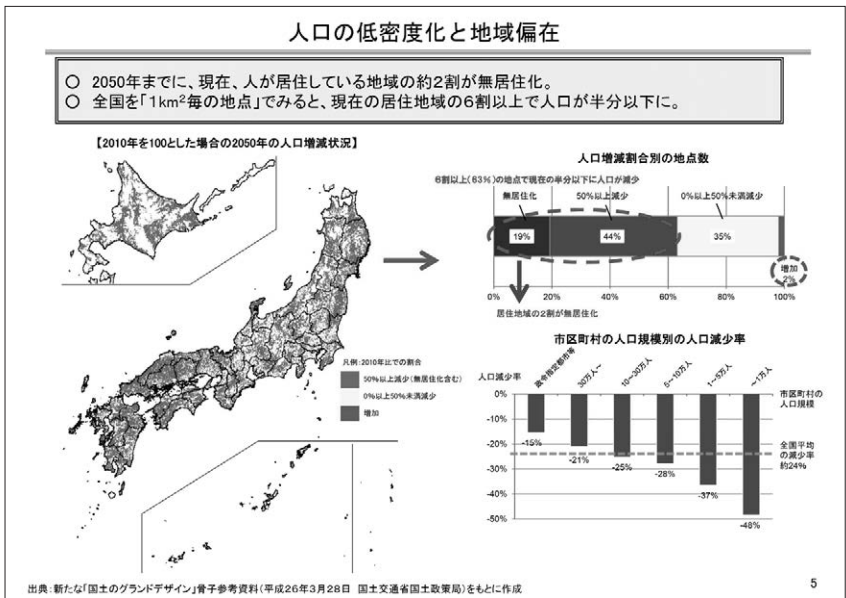 人口の低密度化と地域偏在
○ 2050年までに、現在、人が居住している地域の約2割が無居住化。
○ 全国を「1km²毎の地点」でみると、現在の居住地域の6割以上で人口が半分以下に。
【2010年を100とした場合の2050年の人口増減状況】
凡例:2010年比での割合
50%以上減少(無居住化含む)
0%以上50%未満減少
増加
人口増減割合別の地点数
6割以上(63%)の地点で現在の半分以下に人口が減少
無居住化 50%以上減少 0%以上50%未満減少
19% 44% 35%
増加
2%
0% 20% 40% 60% 80% 100%
居住地域の2割が無居住化
市区町村の人口規模別の人口減少率
人口減少率
政令指定都市等 30万人~ 10~30万人 5~10万人 1~5万人 ~1万人
市区町村の
人口規模
0%
-10%
-20%
-30%
-40%
-50%
-15%
-21%
-25%
-28%
-37%
-48%
全国平均
の減少率
約24%
出典:新たな「国土のグランドデザイン」骨子参考資料(平成26年3月28日 国土交通省国土政策局)をもとに作成
5